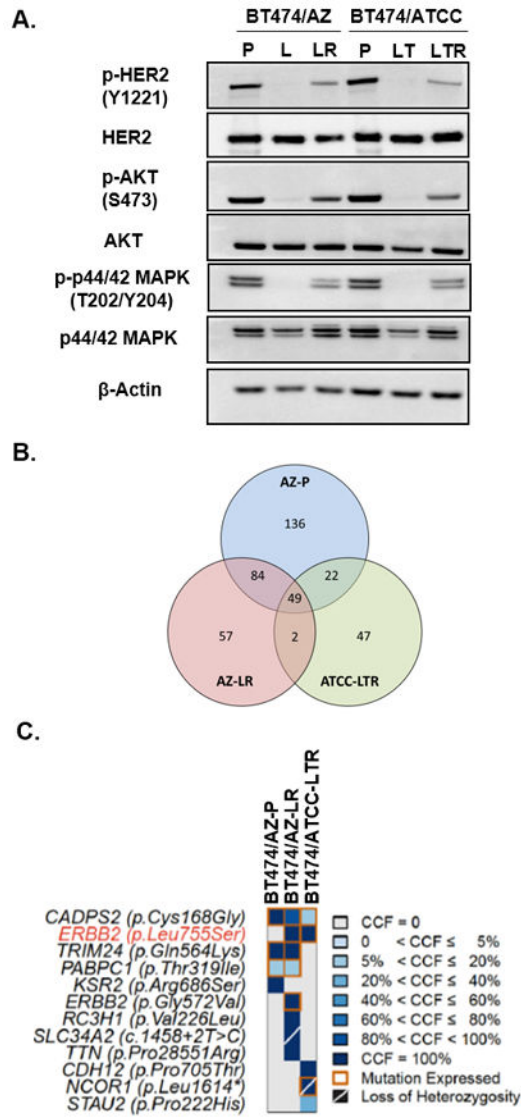 A.
BT474/AZ BT474/ATCC
P L LR P LT LTR
p-HER2
(Y1221)
HER2
p-AKT
(S473)
AKT
p-p44/42 MAPK
(T202/Y204)
p44/42 MAPK
β-Actin
B.
AZ-P
136
84 22
49
57 2 47
AZ-LR ATCC-LTR
C.
BT474/AZ-P
BT474/AZ-LR
BT474/ATCC-LTR
CADPS2 (p.Cys168Gly)
ERBB2 (p.Leu755Ser)
TRIM24 (p.Gln564Lys)
PABPC1 (p.Thr319Ile)
KSR2 (p.Arg686Ser)
ERBB2 (p.Gly572Val)
RC3H1 (p.Val226Leu)
SLC34A2 (c.1458+2T>C)
TTN (p.Pro28551Arg)
CDH12 (p.Pro705Thr)
NCOR1 (p.Leu1614*)
STAU2 (p.Pro222His)
CCF = 0
0 < CCF ≤ 5%
5% < CCF ≤ 20%
20% < CCF ≤ 40%
40% < CCF ≤ 60%
60% < CCF ≤ 80%
80% < CCF < 100%
CCF = 100%
Mutation Expressed
Loss of Heterozygosity